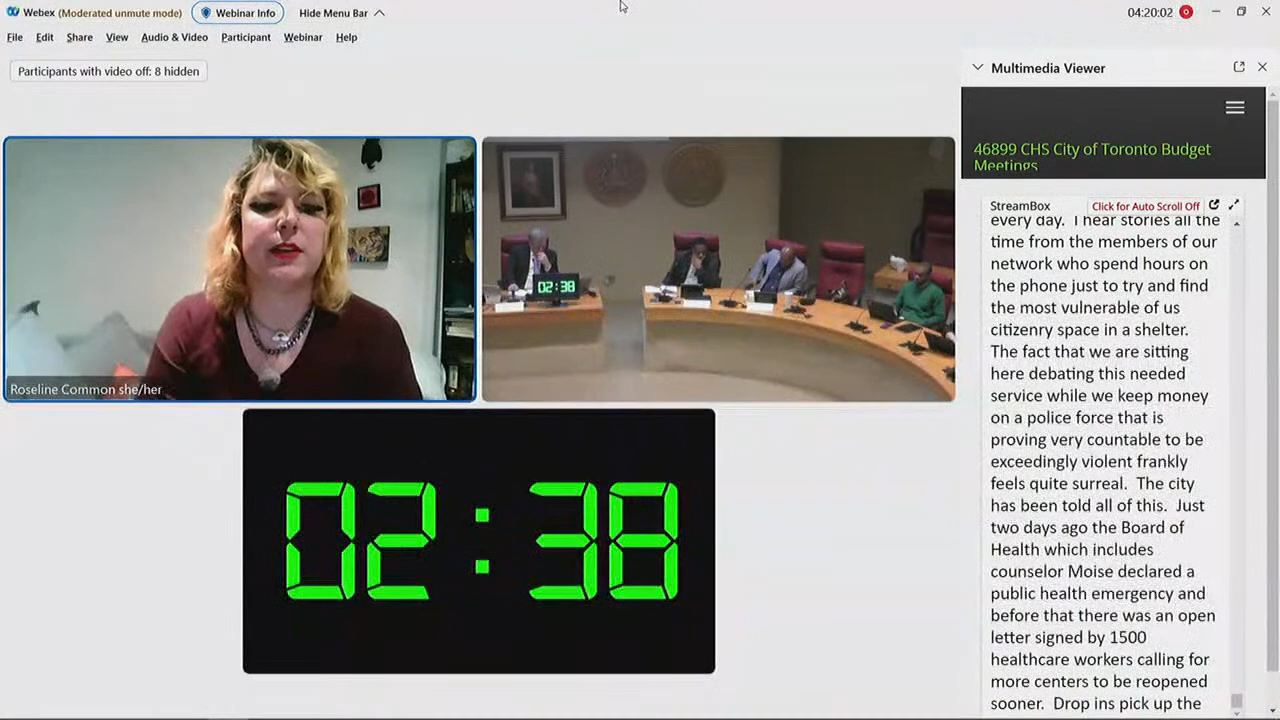 Webex (Moderated unmute mode) Webinar Info Hide Menu Bar 04:20:02
File Edit Share View Audio & Video Participant Webinar Help
Participants with video off: 8 hidden
Multimedia Viewer
46899 CHS City of Toronto Budget
Meetings
StreamBox Click for Auto Scroll Off
every day. I hear stories all the
time from the members of our
network who spend hours on
the phone just to try and find
the most vulnerable of us
citizenry space in a shelter.
The fact that we are sitting
here debating this needed
service while we keep money
on a police force that is
proving very countable to be
exceedingly violent frankly
feels quite surreal. The city
has been told all of this. Just
two days ago the Board of
Health which includes
counselor Moise declared a
public health emergency and
before that there was an open
letter signed by 1500
healthcare workers calling for
more centers to be reopened
sooner. Drop ins pick up the
Roseline Common she/her
02:38
02:38